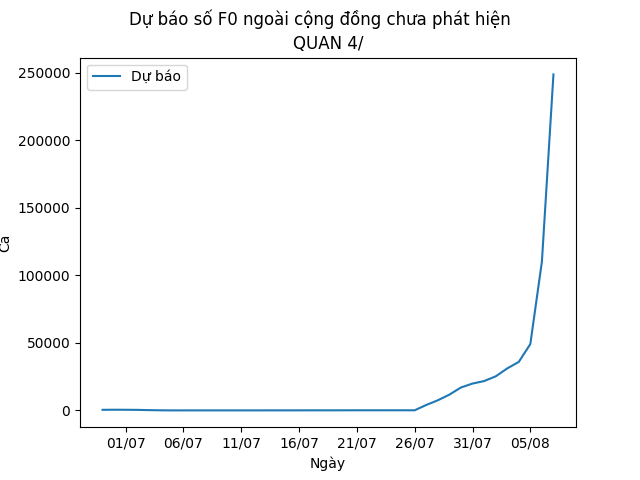 Dự báo số F0 ngoài cộng đồng chưa phát hiện
QUAN 4/
Dự báo
250000
200000
150000
100000
50000
0
Ca
01/07 06/07 11/07 16/07 21/07 26/07 31/07 05/08
Ngày